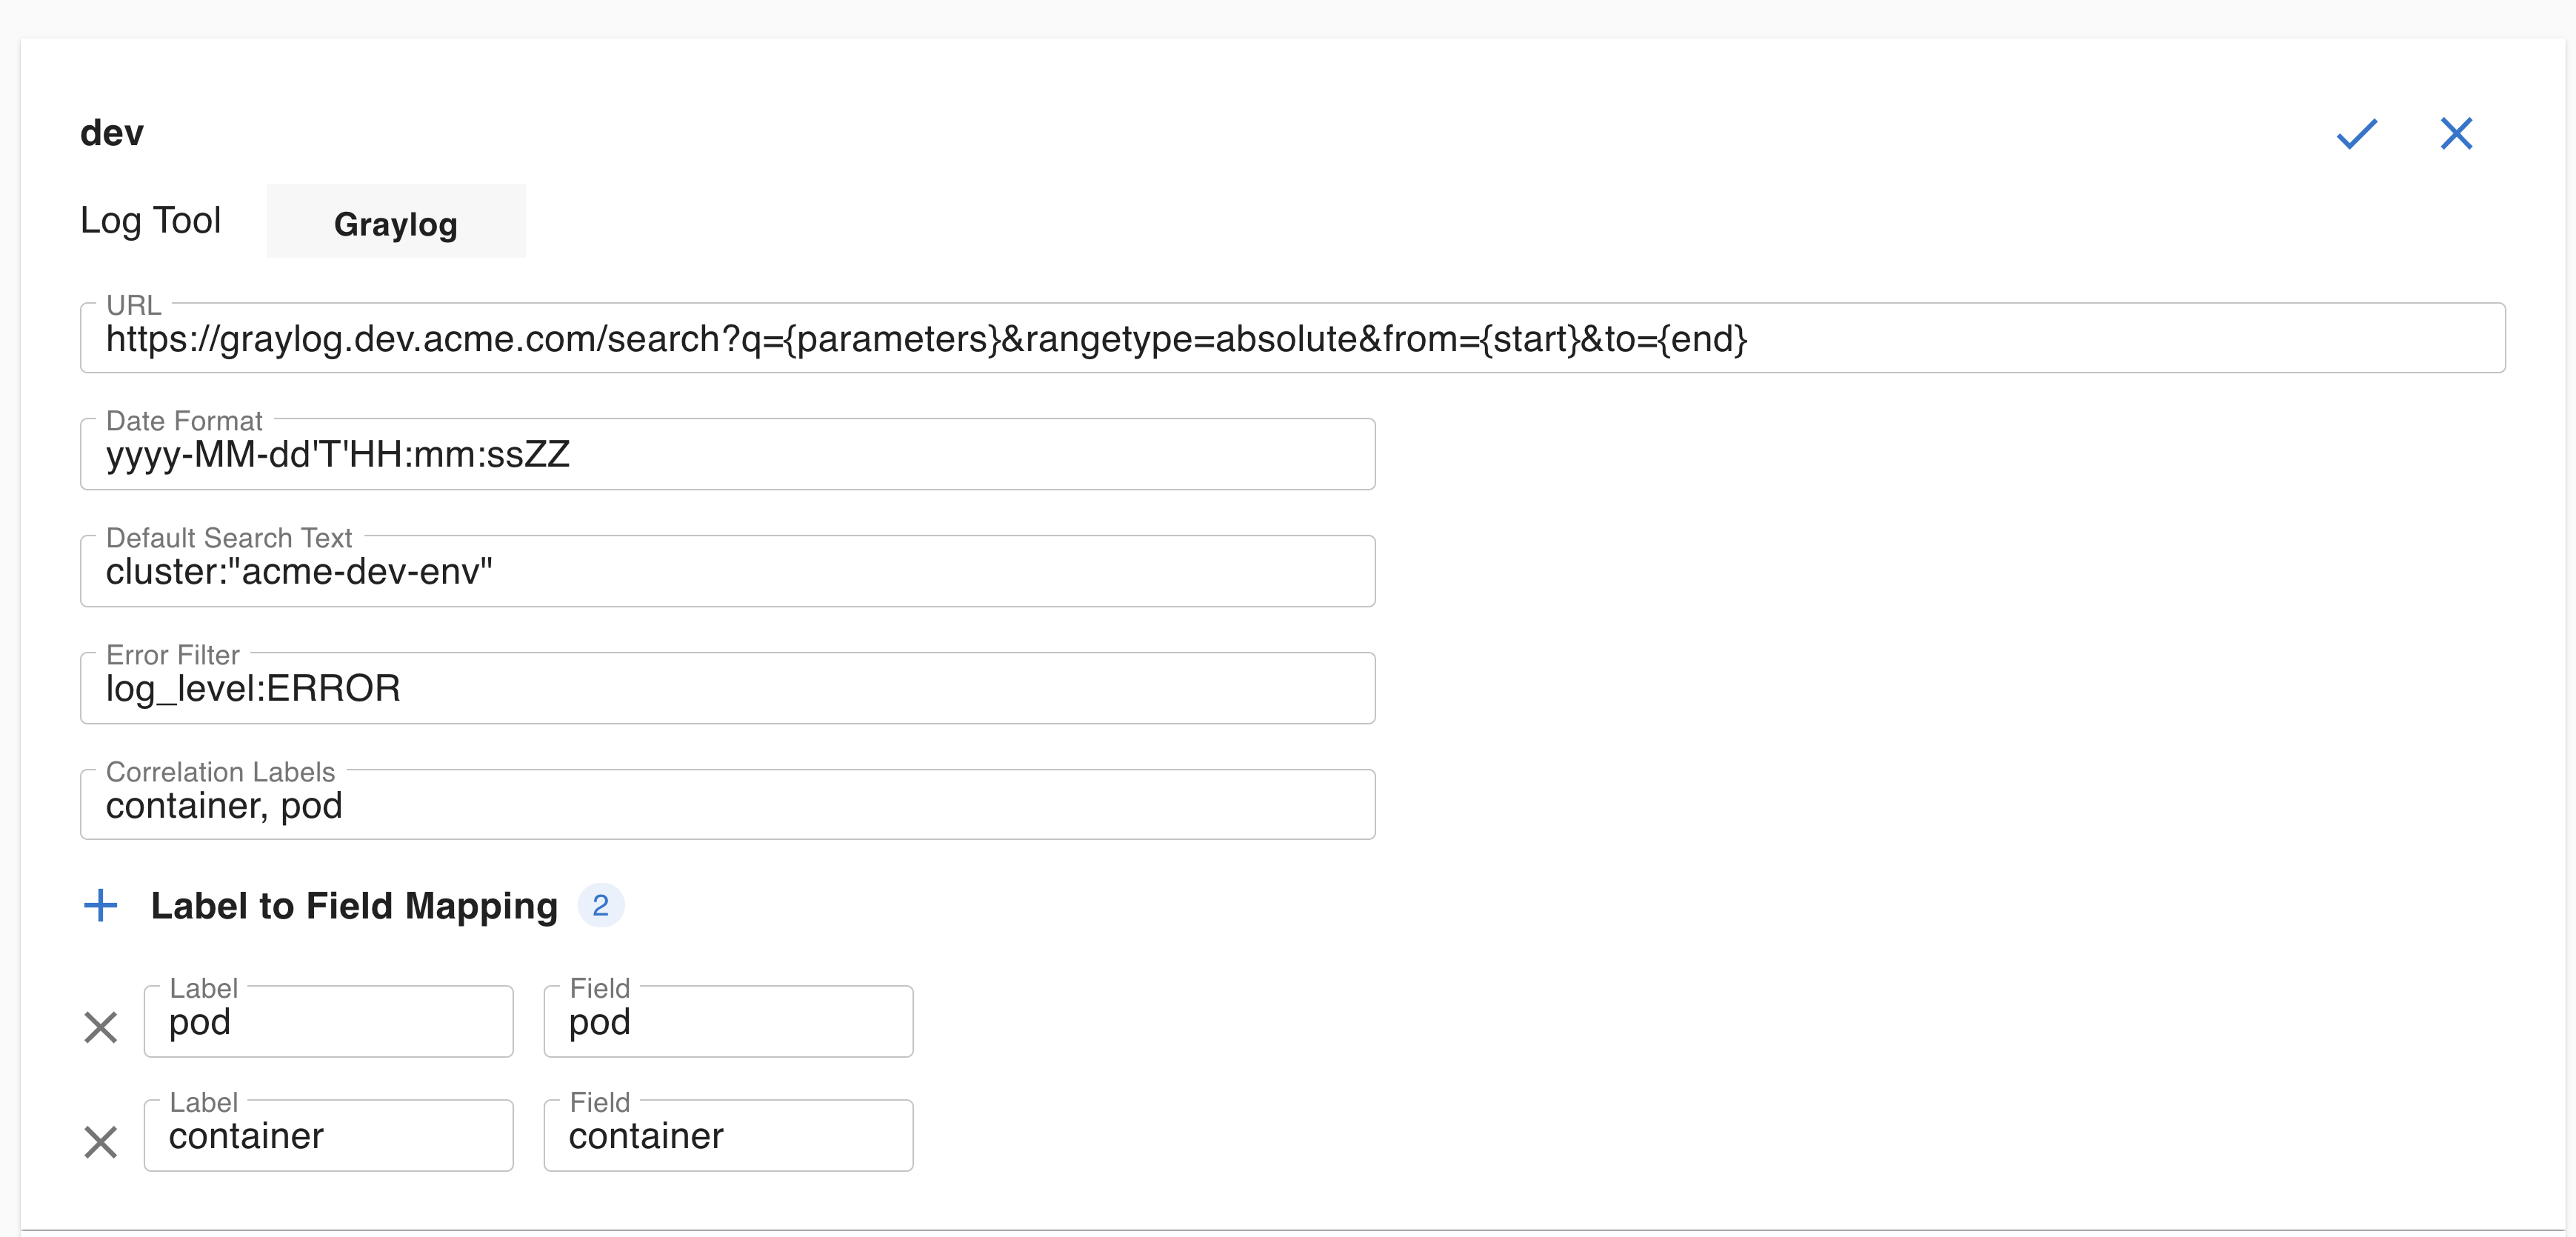 dev
Log Tool Graylog
URL
https://graylog.dev.acme.com/search?q={parameters}&rangetype=absolute&from={start}&to={end}
Date Format
yyyy-MM-dd'T'HH:mm:ssZZ
Default Search Text
cluster:"acme-dev-env"
Error Filter
log_level:ERROR
Correlation Labels
container, pod
Label to Field Mapping 2
Label Field
pod pod
Label Field
container container